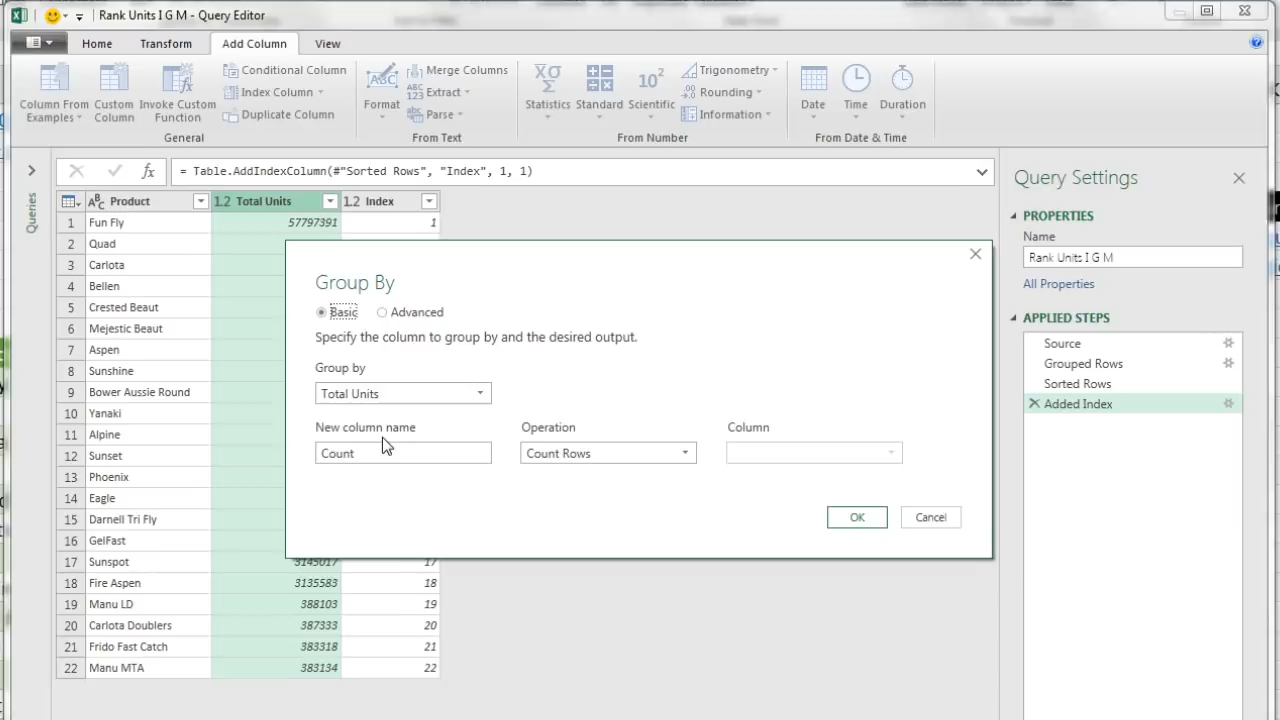 Rank Units I G M - Query Editor
Home Transform Add Column View
Column From Examples
Custom Column
Invoke Custom Function
Conditional Column
Index Column
Duplicate Column
General
Format
Merge Columns
Extract
Parse
From Text
Statistics
Standard
Scientific
Trigonometry
Rounding
Information
From Number
Date
Time
Duration
From Date & Time
= Table.AddIndexColumn(#"Sorted Rows", "Index", 1, 1)
Queries
Product 1.2 Total Units 1.2 Index
1 Fun Fly 57797391 1
2 Quad
3 Carlota
4 Bellen
5 Crested Beaut
6 Mejestic Beaut
7 Aspen
8 Sunshine
9 Bower Aussie Round
10 Yanaki
11 Alpine
12 Sunset
13 Phoenix
14 Eagle
15 Darnell Tri Fly
16 GelFast
17 Sunspot 3145017 17
18 Fire Aspen 3135583 18
19 Manu LD 388103 19
20 Carlota Doublers 387333 20
21 Frido Fast Catch 383318 21
22 Manu MTA 383134 22
Group By
Basic Advanced
Specify the column to group by and the desired output.
Group by
Total Units
New column name Operation Column
Count Count Rows
OK Cancel
Query Settings
PROPERTIES
Name
Rank Units I G M
All Properties
APPLIED STEPS
Source
Grouped Rows
Sorted Rows
Added Index